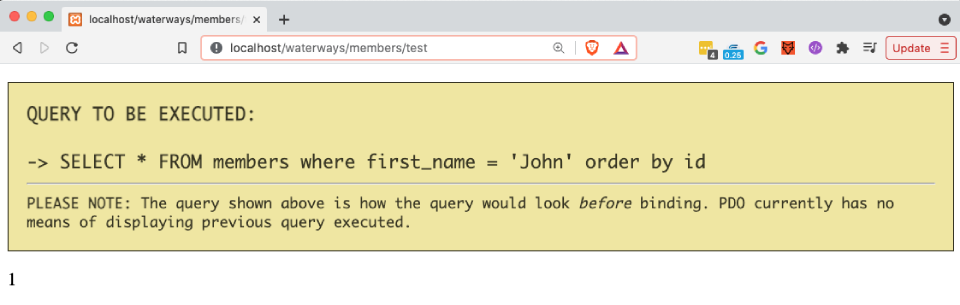 localhost/waterways/members/
localhost/waterways/members/test
4
0.25
Update
QUERY TO BE EXECUTED:
-> SELECT * FROM members where first_name = 'John' order by id
PLEASE NOTE: The query shown above is how the query would look before binding. PDO currently has no
means of displaying previous query executed.
1